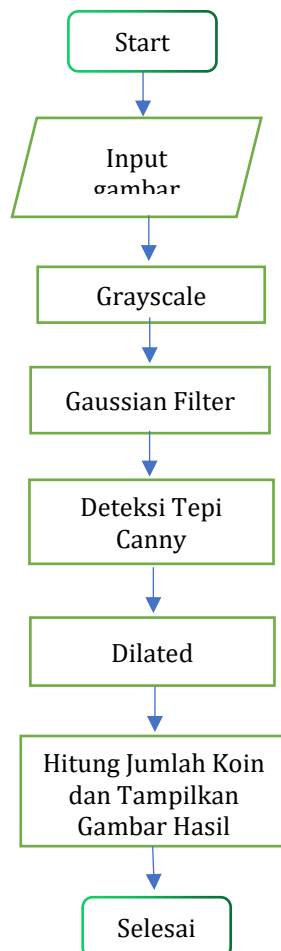 Start
Input
gambar
Grayscale
Gaussian Filter
Deteksi Tepi
Canny
Dilated
Hitung Jumlah Koin
dan Tampilkan
Gambar Hasil
Selesai